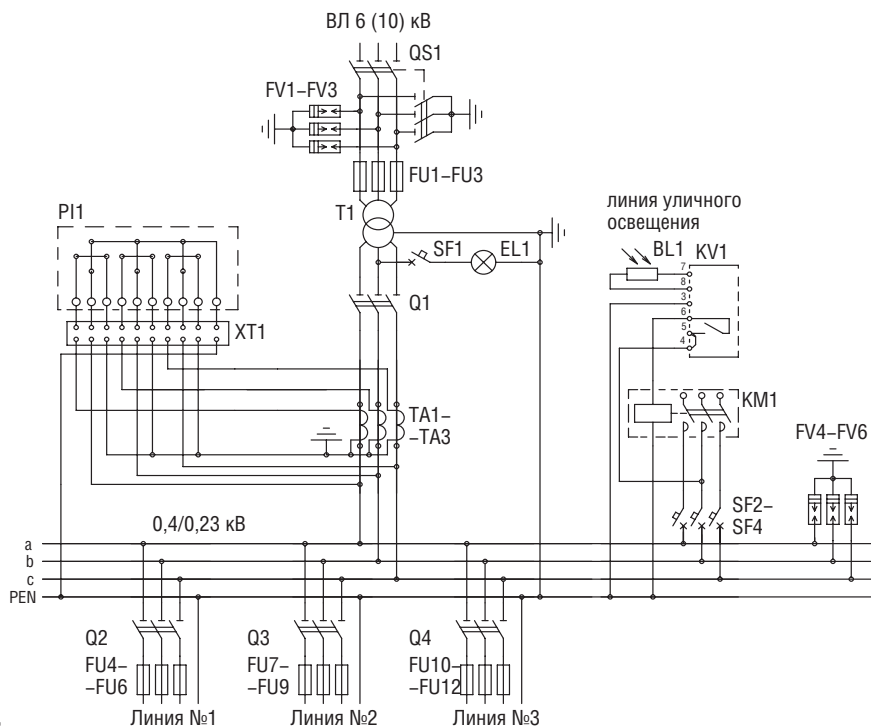 ВЛ 6 (10) кВ
QS1
FV1–FV3
FU1–FU3
T1
PI1
SF1
EL1
линия уличного
освещения
BL1
KV1
7
8
3
6
5
4
Q1
XT1
KM1
TA1–
–TA3
FV4–FV6
SF2–
SF4
0,4/0,23 кВ
a
b
c
PEN
Q2
Q3
Q4
FU4–
–FU6
FU7–
–FU9
FU10–
–FU12
Линия №1
Линия №2
Линия №3